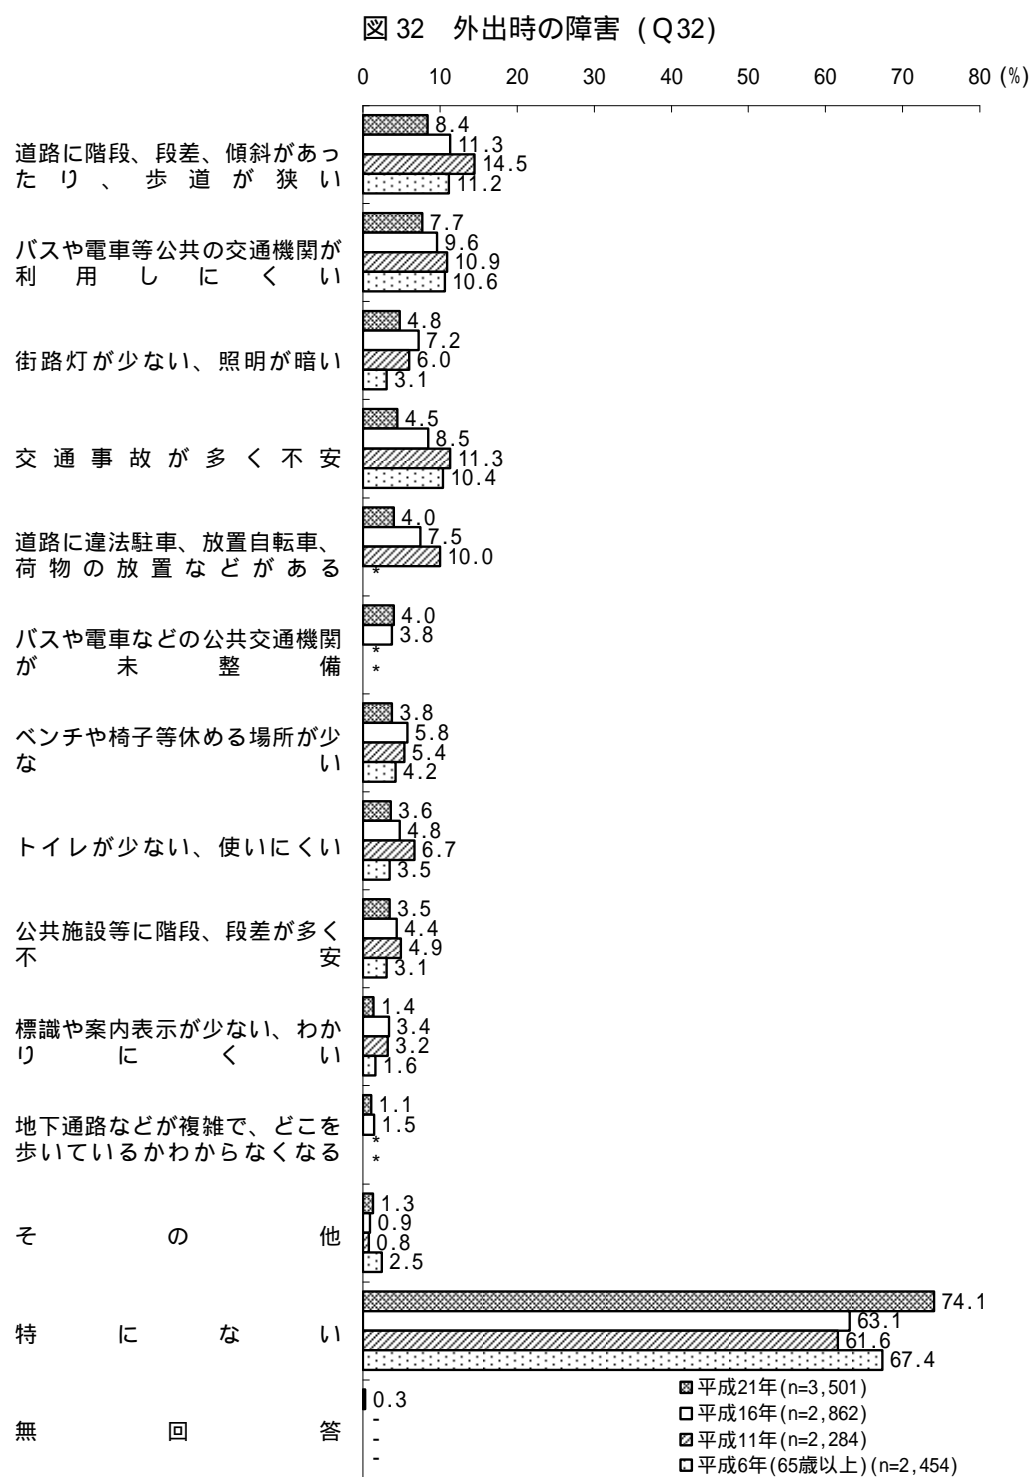 図32 外出時の障害 (Q32)
0 10 20 30 40 50 60 70 80 (%)
道路に階段、段差、傾斜があっ
たり、歩道が狭い
8.4
11.3
14.5
11.2
バスや電車等公共の交通機関が
利用しにくい
7.7
9.6
10.9
10.6
街路灯が少ない、照明が暗い
4.8
7.2
6.0
3.1
交通事故が多く不安
4.5
8.5
11.3
10.4
道路に違法駐車、放置自転車、
荷物の放置などがある
4.0
7.5
10.0
*
バスや電車などの公共交通機関
が未整備
4.0
3.8
*
*
ベンチや椅子等休める場所が少
ない
3.8
5.8
5.4
4.2
トイレが少ない、使いにくい
3.6
4.8
6.7
3.5
公共施設等に階段、段差が多く
不安
3.5
4.4
4.9
3.1
標識や案内表示が少ない、わか
りにくい
1.4
3.4
3.2
1.6
地下通路などが複雑で、どこを
歩いているかわからなくなる
1.1
1.5
*
*
その他
1.3
0.9
0.8
2.5
特にない
74.1
63.1
61.6
67.4
無回答
0.3
-
-
-
平成21年(n=3,501)
平成16年(n=2,862)
平成11年(n=2,284)
平成6年(65歳以上)(n=2,454)